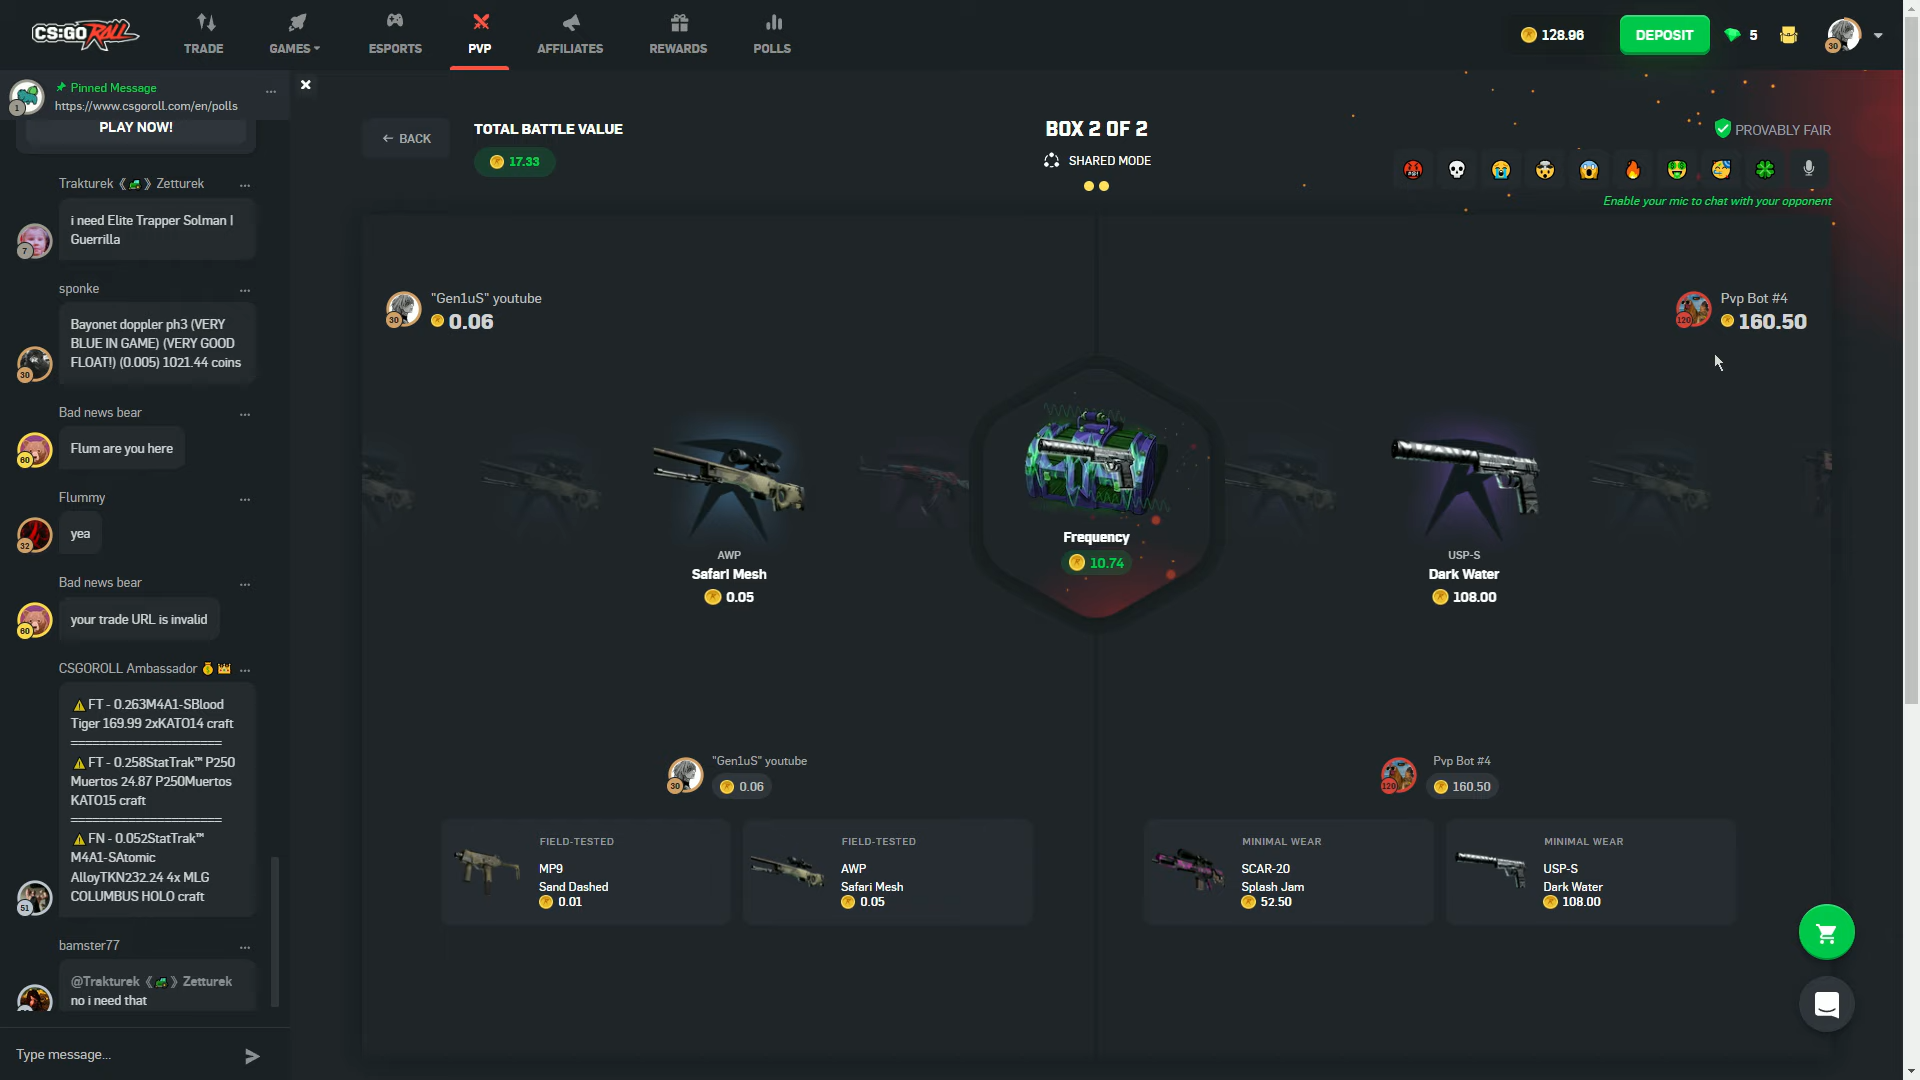 CS:GO ROLL
TRADE
GAMES
ESPORTS
PVP
AFFILIATES
REWARDS
POLLS
128.96
DEPOSIT
5
30
Pinned Message
...
1
https://www.csgoroll.com/en/polls
PLAY NOW!
Trakturek《🚛》Zetturek
...
i need Elite Trapper Solman I
Guerrilla
7
sponke
...
Bayonet doppler ph3 (VERY
BLUE IN GAME) (VERY GOOD
FLOAT!) (0.005) 1021.44 coins
30
Bad news bear
...
Flum are you here
60
Flummy
...
yea
32
Bad news bear
...
your trade URL is invalid
60
CSGOROLL Ambassador 💰👑
...
⚠️FT - 0.263M4A1-SBlood
Tiger 169.99 2xKATO14 craft
=====================
⚠️FT - 0.258StatTrak™ P250
Muertos 24.87 P250Muertos
KATO15 craft
=====================
⚠️FN - 0.052StatTrak™
M4A1-SAtomic
AlloyTKN232.24 4x MLG
COLUMBUS HOLO craft
51
bamster77
...
@Trakturek《🚛》Zetturek
no i need that
Type message...
← BACK
TOTAL BATTLE VALUE
17.33
BOX 2 OF 2
SHARED MODE
PROVABLY FAIR
Enable your mic to chat with your opponent
"Gen1uS" youtube
30
0.06
Pvp Bot #4
120
160.50
AWP
Safari Mesh
0.05
Frequency
10.74
USP-S
Dark Water
108.00
"Gen1uS" youtube
30
0.06
Pvp Bot #4
120
160.50
FIELD-TESTED
MP9
Sand Dashed
0.01
FIELD-TESTED
AWP
Safari Mesh
0.05
MINIMAL WEAR
SCAR-20
Splash Jam
52.50
MINIMAL WEAR
USP-S
Dark Water
108.00